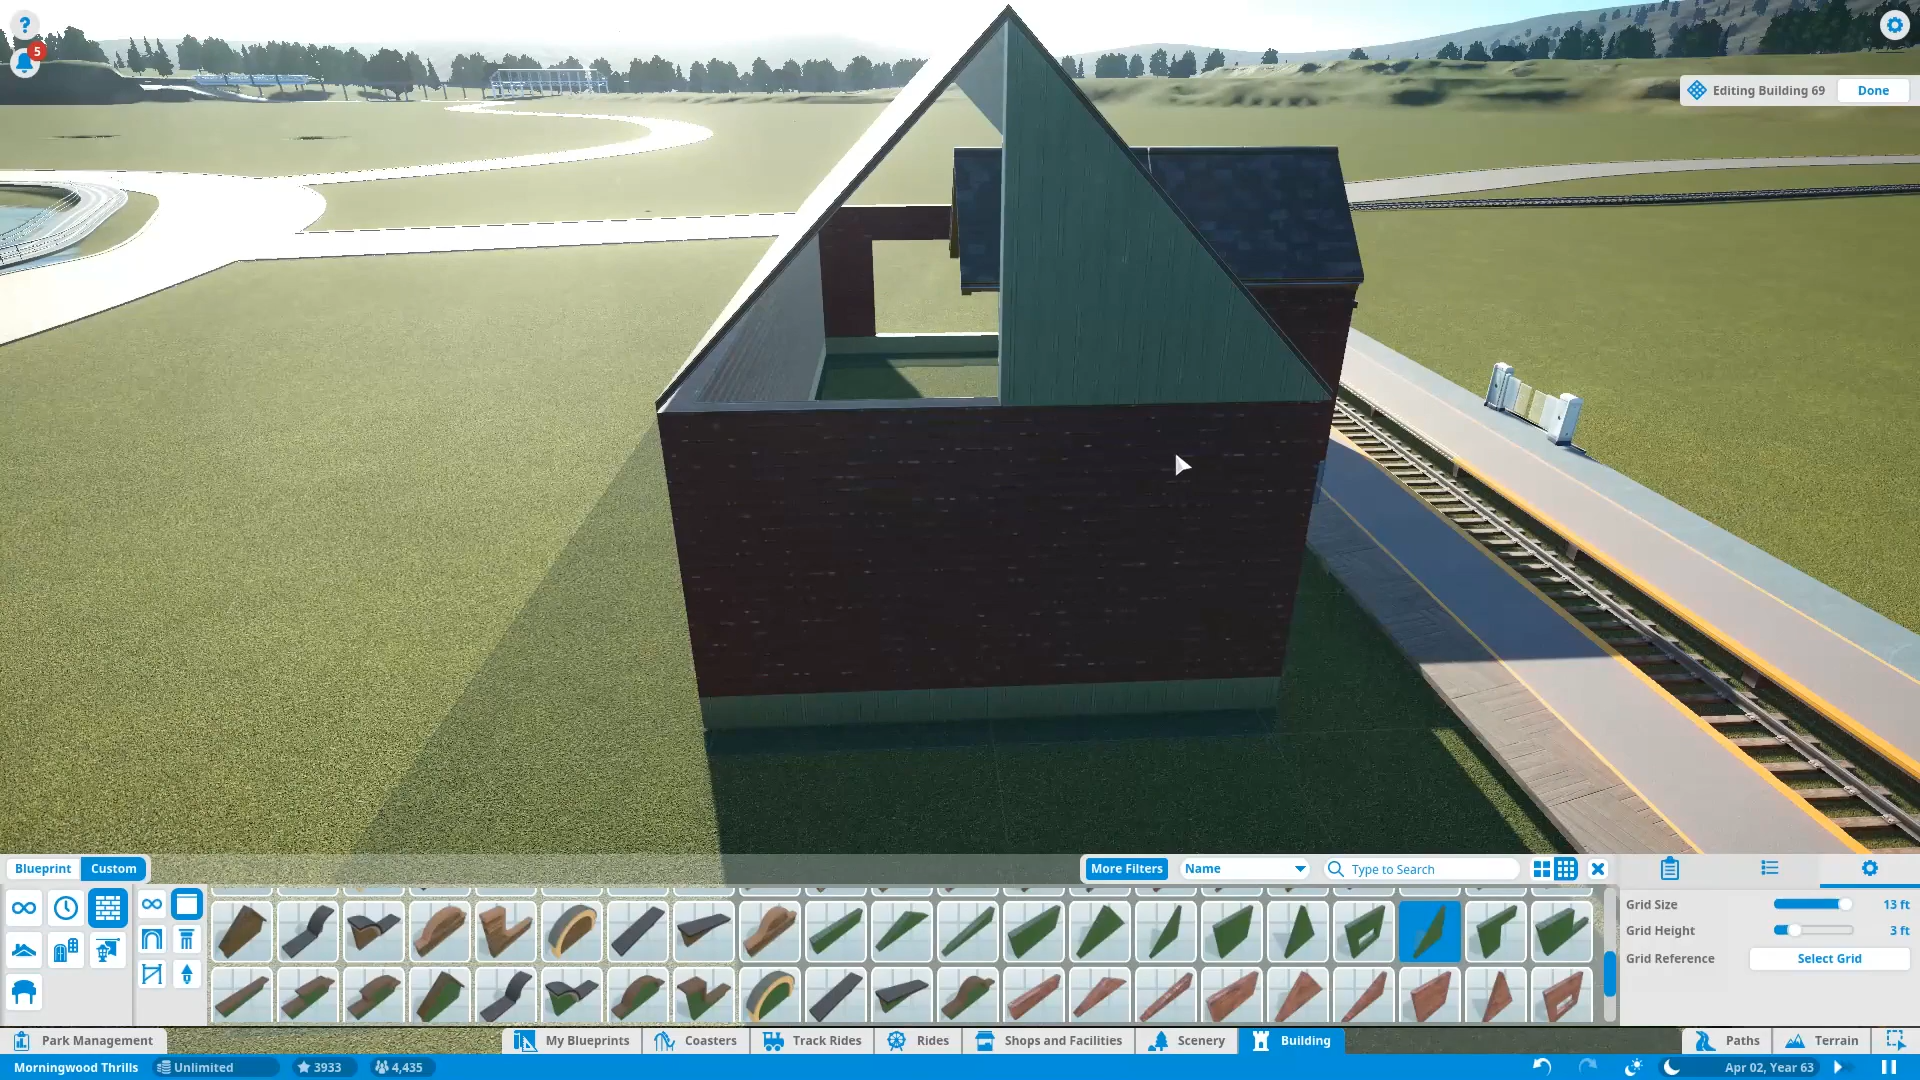 ?
5
Editing Building 69
Done
Blueprint
Custom
More Filters
Name
Type to Search
Grid Size
13 ft
Grid Height
3 ft
Grid Reference
Select Grid
Park Management
My Blueprints
Coasters
Track Rides
Rides
Shops and Facilities
Scenery
Building
Paths
Terrain
Morningwood Thrills
Unlimited
3933
4,435
Apr 02, Year 63